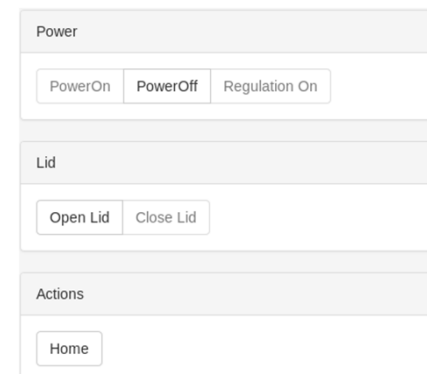 Power
PowerOn PowerOff Regulation On
Lid
Open Lid Close Lid
Actions
Home